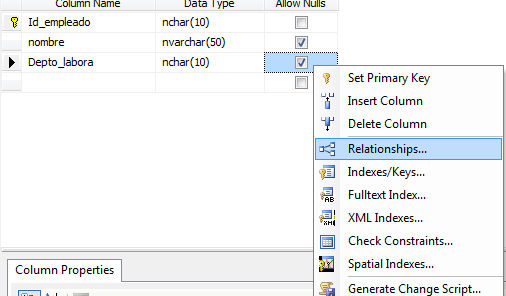 Column Name Data Type Allow Nulls
Id_empleado nchar(10)
nombre nvarchar(50)
Depto_labora nchar(10)
Set Primary Key
Insert Column
Delete Column
Relationships...
Indexes/Keys...
Fulltext Index...
XML Indexes...
Check Constraints...
Spatial Indexes...
Generate Change Script...
Column Properties